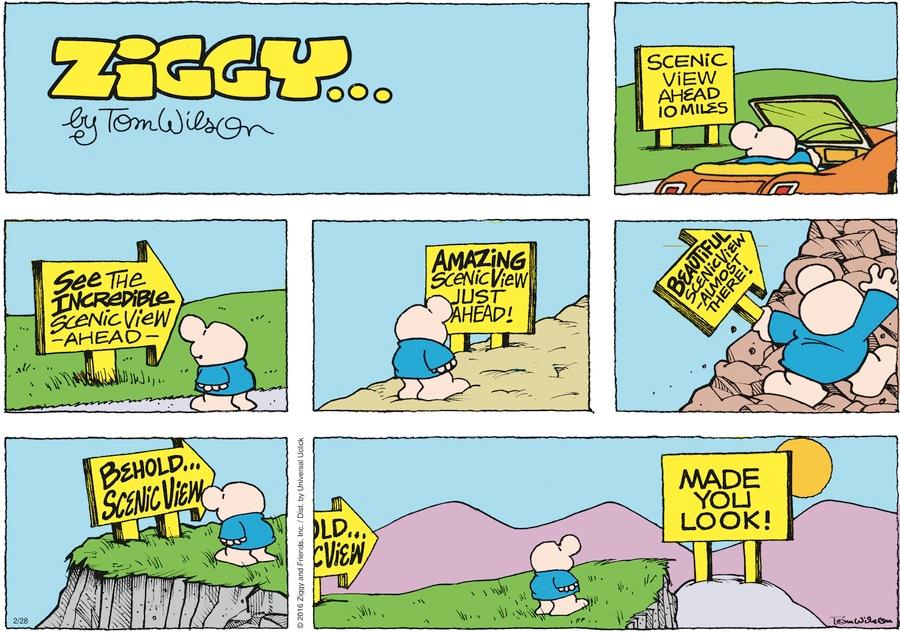 ZiGGY...
by Tom Wilson
SCENiC
ViEW
AHEAD
10 MILES
See THe
INCREDIBLE
SCENiC ViEW
-AHEAD-
AMAZiNG
SCENiC ViEW
JUST
AHEAD!
BEAUTiFUL
SCENiC ViEW
ALMOST
THERE!
BEHOLD...
SCENiC ViEW
2/28
© 2016 Ziggy and Friends, Inc. / Dist. by Universal Uclick
OLD...
CViEW
MADE
YOU
LOOK!
Tom Wilson